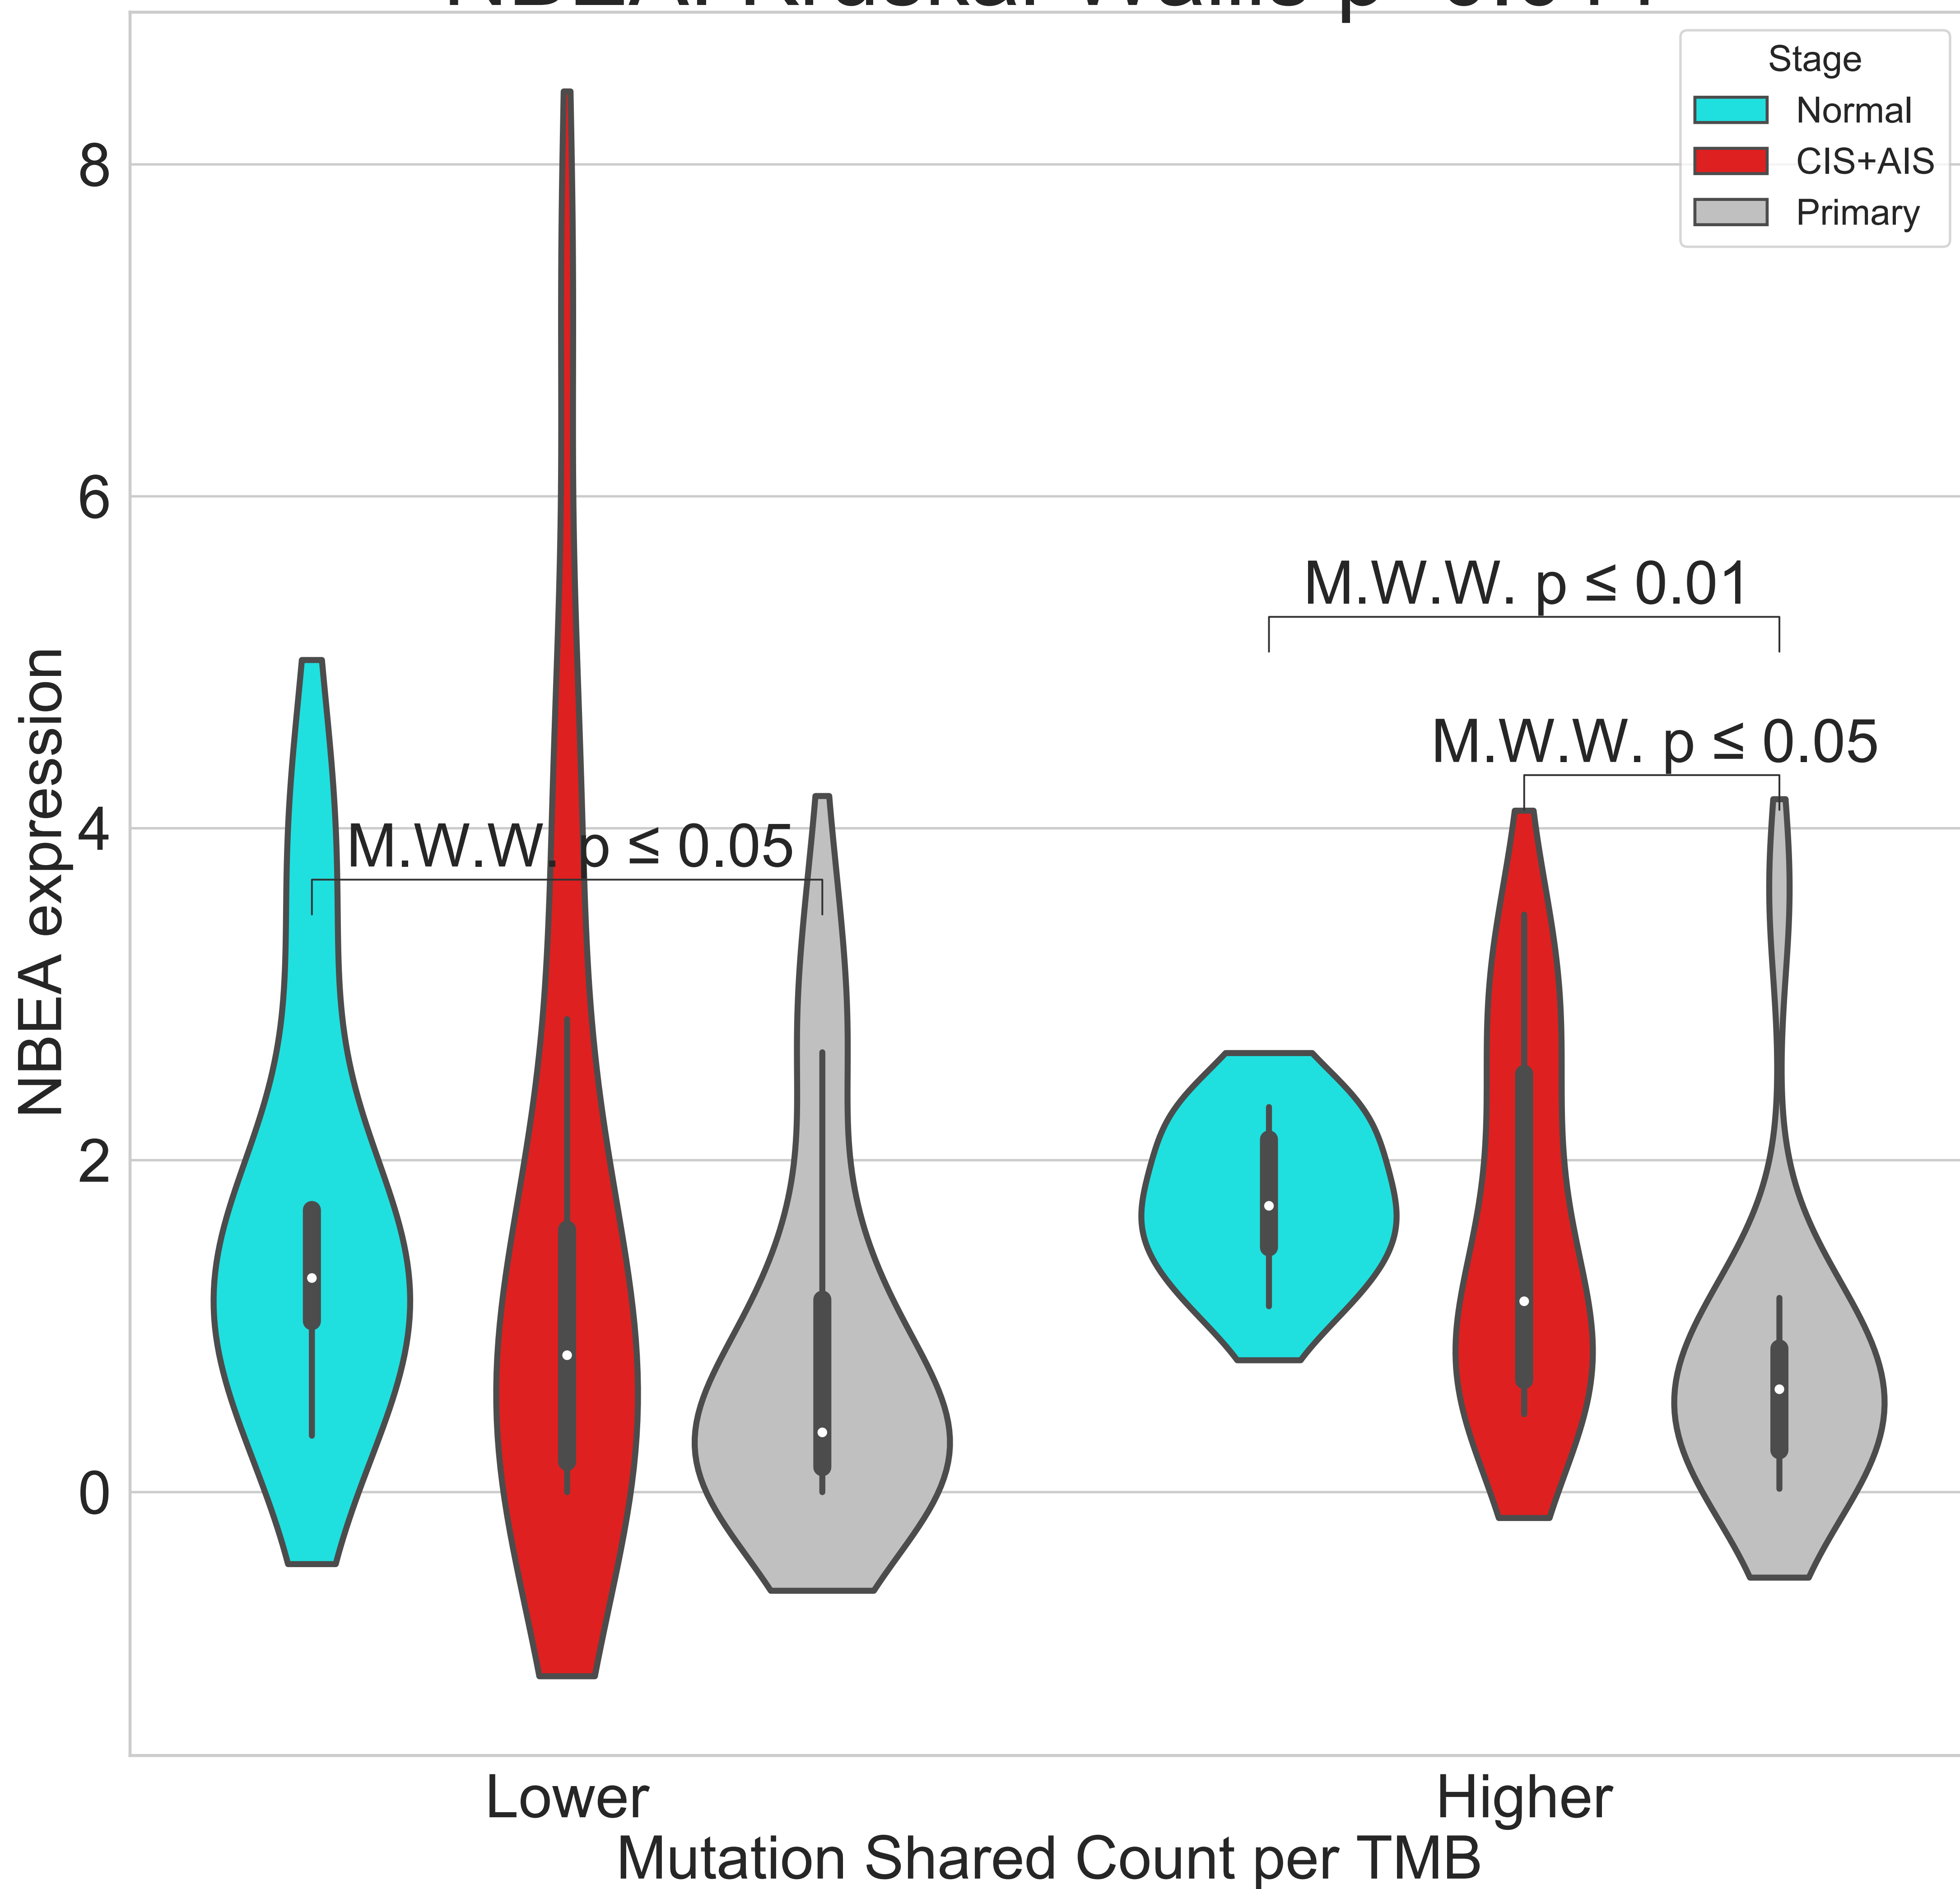 Stage
Normal
CIS+AIS
Primary
8
6
4
2
0
NBEA expression
M.W.W. p ≤ 0.01
M.W.W. p ≤ 0.05
M.W.W. p ≤ 0.05
Lower
Higher
Mutation Shared Count per TMB